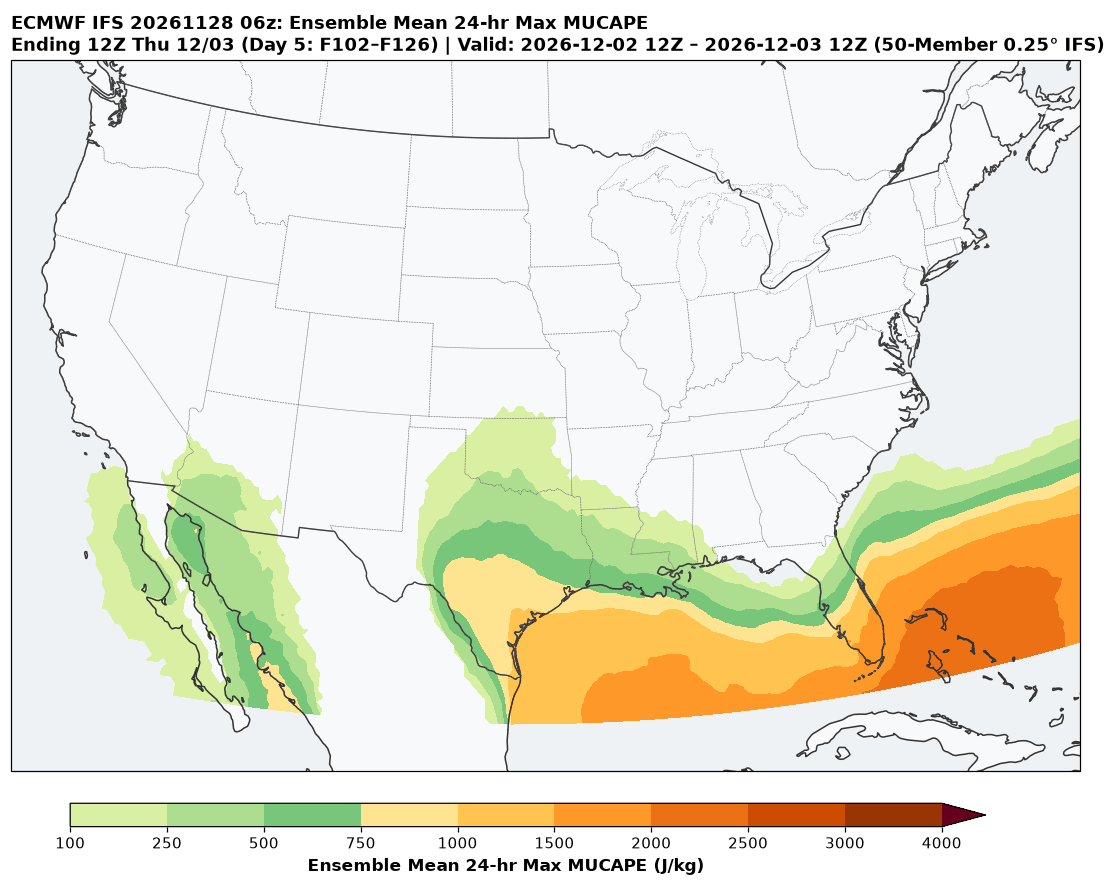 ECMWF IFS 20261128 06z: Ensemble Mean 24-hr Max MUCAPE
Ending 12Z Thu 12/03 (Day 5: F102–F126) | Valid: 2026-12-02 12Z – 2026-12-03 12Z (50-Member 0.25° IFS)
100 250 500 750 1000 1500 2000 2500 3000 4000
Ensemble Mean 24-hr Max MUCAPE (J/kg)